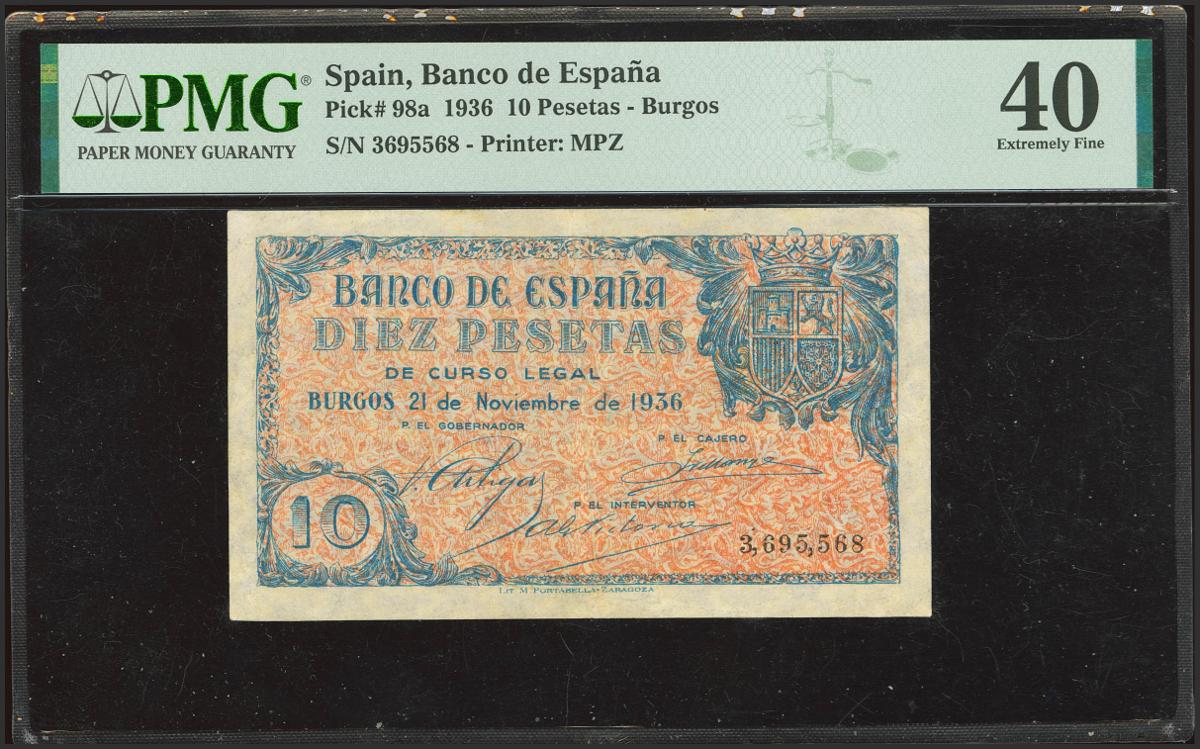 PMG®
PAPER MONEY GUARANTY
Spain, Banco de España
Pick# 98a 1936 10 Pesetas - Burgos
S/N 3695568 - Printer: MPZ
40
Extremely Fine
BANCO DE ESPAÑA
DIEZ PESETAS
DE CURSO LEGAL
BURGOS 21 de Noviembre de 1936
P. EL GOBERNADOR
P EL CAJERO
P EL INTERVENTOR
10
3,695,568
LIT M PORTABELLA-ZARAGOZA